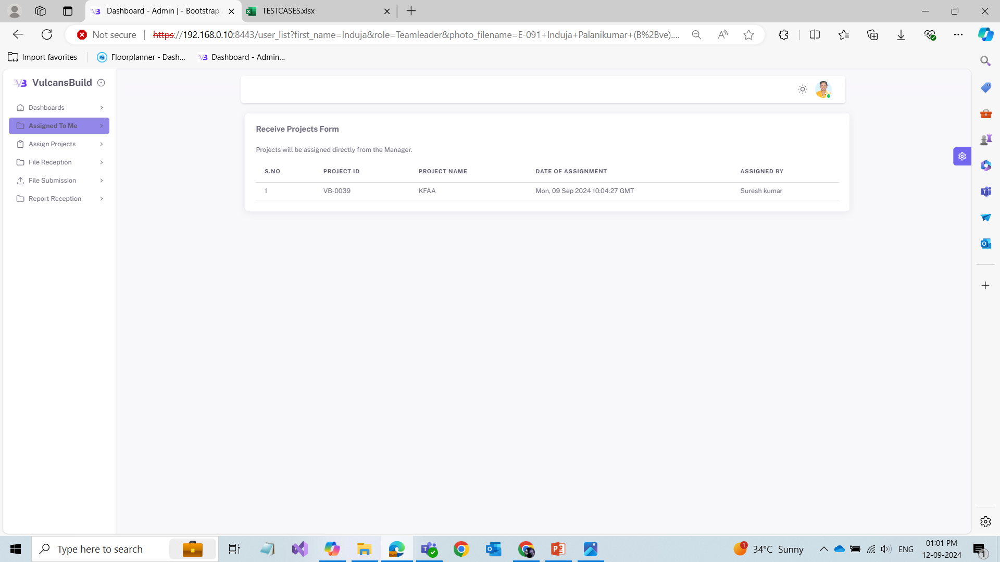 Dashboard - Admin | - Bootstrap
TESTCASES.xlsx
Not secure
https://192.168.0.10:8443/user_list?first_name=Induja&role=Teamleader&photo_filename=E-091+Induja+Palanikumar+(B%2Bve)....
Import favorites
Floorplanner - Dash...
Dashboard - Admin...
VulcansBuild
Dashboards
Assigned To Me
Assign Projects
File Reception
File Submission
Report Reception
Receive Projects Form
Projects will be assigned directly from the Manager.
S.NO PROJECT ID PROJECT NAME DATE OF ASSIGNMENT ASSIGNED BY
1 VB-0039 KFAA Mon, 09 Sep 2024 10:04:27 GMT Suresh kumar
Type here to search
1
34°C Sunny
ENG
01:01 PM
12-09-2024
1